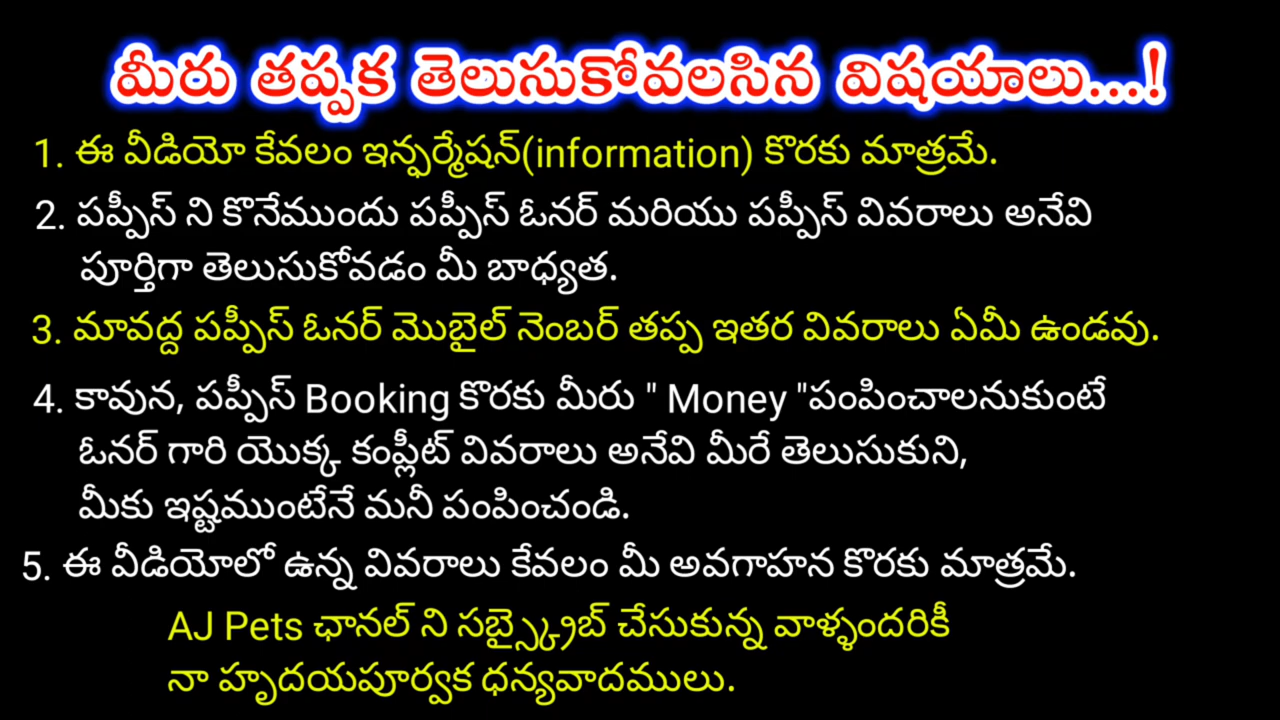 మీరు తప్పక తెలుసుకోవలసిన విషయాలు...!
1. ఈ వీడియో కేవలం ఇన్ఫర్మేషన్(information) కొరకు మాత్రమే.
2. పప్పీస్ ని కొనేముందు పప్పీస్ ఓనర్ మరియు పప్పీస్ వివరాలు అనేవి
పూర్తిగా తెలుసుకోవడం మీ బాధ్యత.
3. మావద్ద పప్పీస్ ఓనర్ మొబైల్ నెంబర్ తప్ప ఇతర వివరాలు ఏమీ ఉండవు.
4. కావున, పప్పీస్ Booking కొరకు మీరు " Money "పంపించాలనుకుంటే
ఓనర్ గారి యొక్క కంప్లీట్ వివరాలు అనేవి మీరే తెలుసుకుని,
మీకు ఇష్టముంటేనే మనీ పంపించండి.
5. ఈ వీడియోలో ఉన్న వివరాలు కేవలం మీ అవగాహన కొరకు మాత్రమే.
AJ Pets ఛానల్ ని సబ్స్క్రైబ్ చేసుకున్న వాళ్ళందరికీ
నా హృదయపూర్వక ధన్యవాదములు.